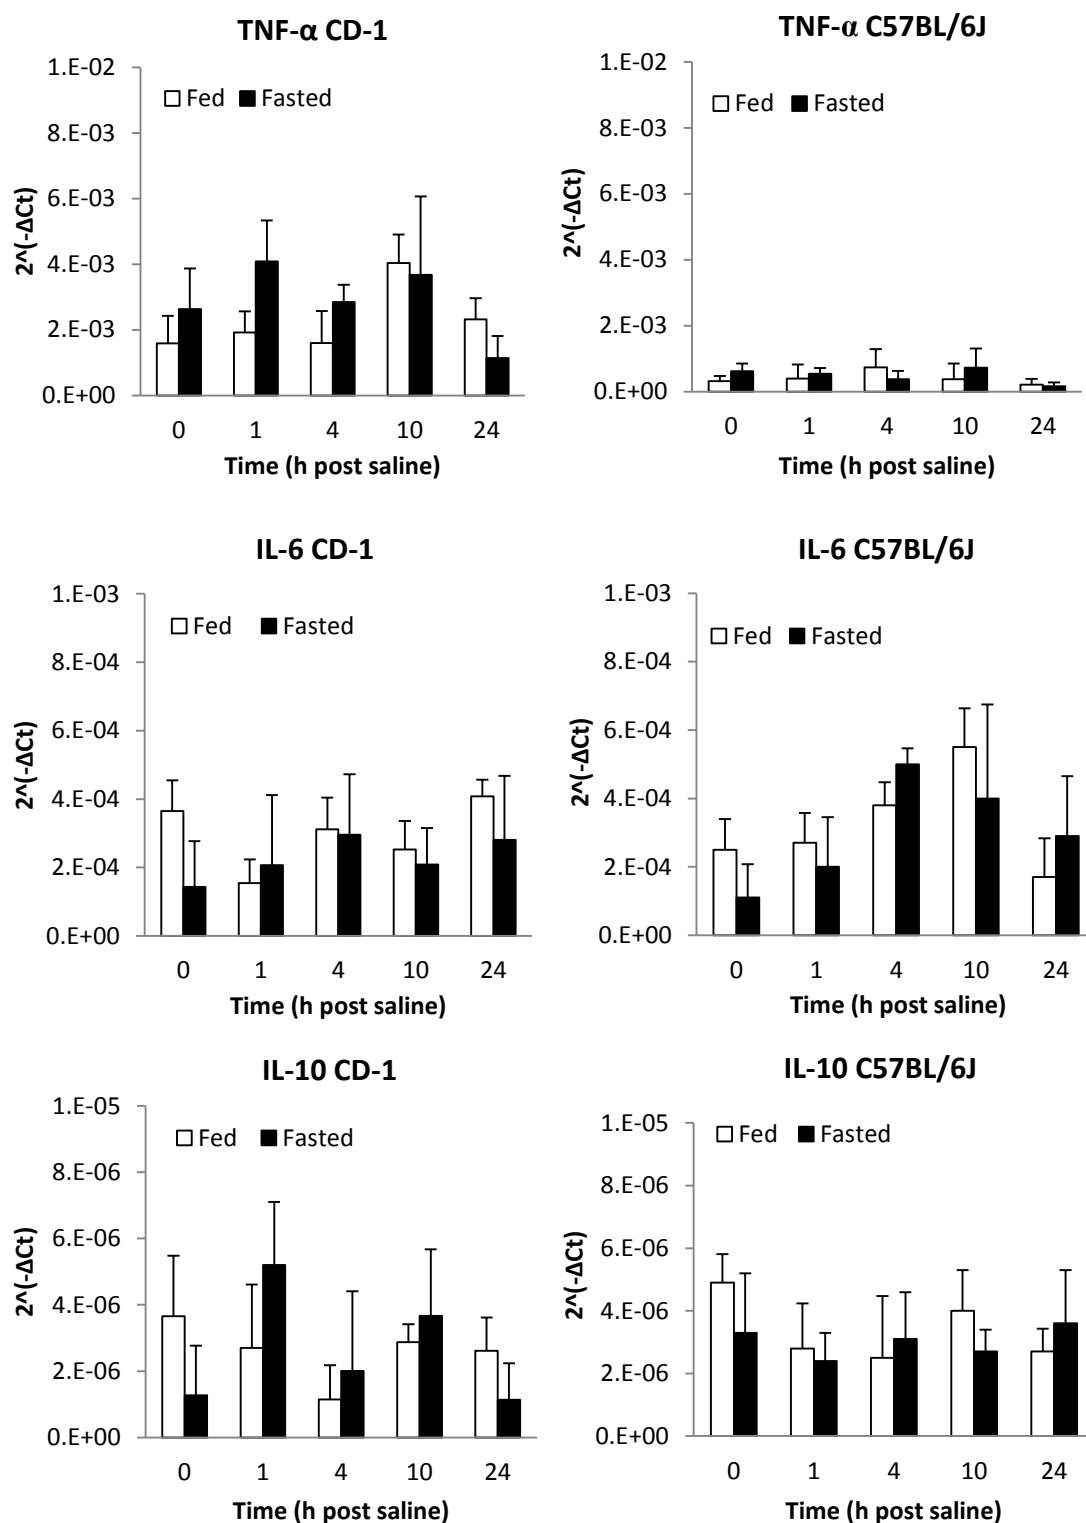 TNF-α CD-1
1.E-02
8.E-03
6.E-03
4.E-03
2.E-03
0.E+00
2^(-ΔCt)
Fed Fasted
0 1 4 10 24
Time (h post saline)
TNF-α C57BL/6J
1.E-02
8.E-03
6.E-03
4.E-03
2.E-03
0.E+00
2^(-ΔCt)
Fed Fasted
0 1 4 10 24
Time (h post saline)
IL-6 CD-1
1.E-03
8.E-04
6.E-04
4.E-04
2.E-04
0.E+00
2^(-ΔCt)
Fed Fasted
0 1 4 10 24
Time (h post saline)
IL-6 C57BL/6J
1.E-03
8.E-04
6.E-04
4.E-04
2.E-04
0.E+00
2^(-ΔCt)
Fed Fasted
0 1 4 10 24
Time (h post saline)
IL-10 CD-1
1.E-05
8.E-06
6.E-06
4.E-06
2.E-06
0.E+00
2^(-ΔCt)
Fed Fasted
0 1 4 10 24
Time (h post saline)
IL-10 C57BL/6J
1.E-05
8.E-06
6.E-06
4.E-06
2.E-06
0.E+00
2^(-ΔCt)
Fed Fasted
0 1 4 10 24
Time (h post saline)